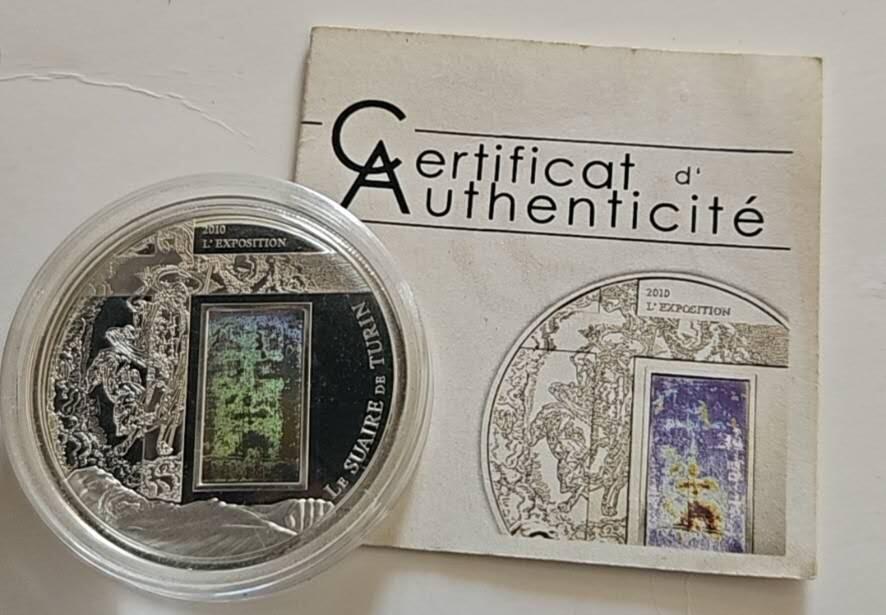 2010
L'EXPOSITION
LE SUAIRE DE TURIN
Certificat d'
Authenticité
2010
L'EXPOSITION